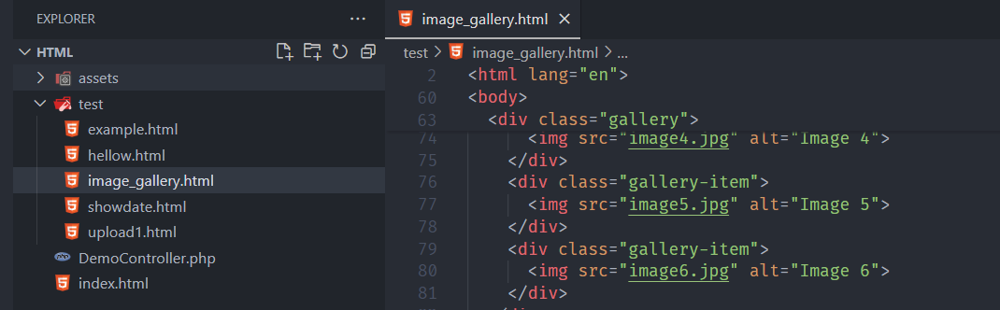 EXPLORER
HTML
assets
test
example.html
hellow.html
image_gallery.html
showdate.html
upload1.html
DemoController.php
index.html
image_gallery.html
test > image_gallery.html > ...
2 <html lang="en">
60 <body>
63 <div class="gallery">
74 <img src="image4.jpg" alt="Image 4">
75 </div>
76 <div class="gallery-item">
77 <img src="image5.jpg" alt="Image 5">
78 </div>
79 <div class="gallery-item">
80 <img src="image6.jpg" alt="Image 6">
81 </div>